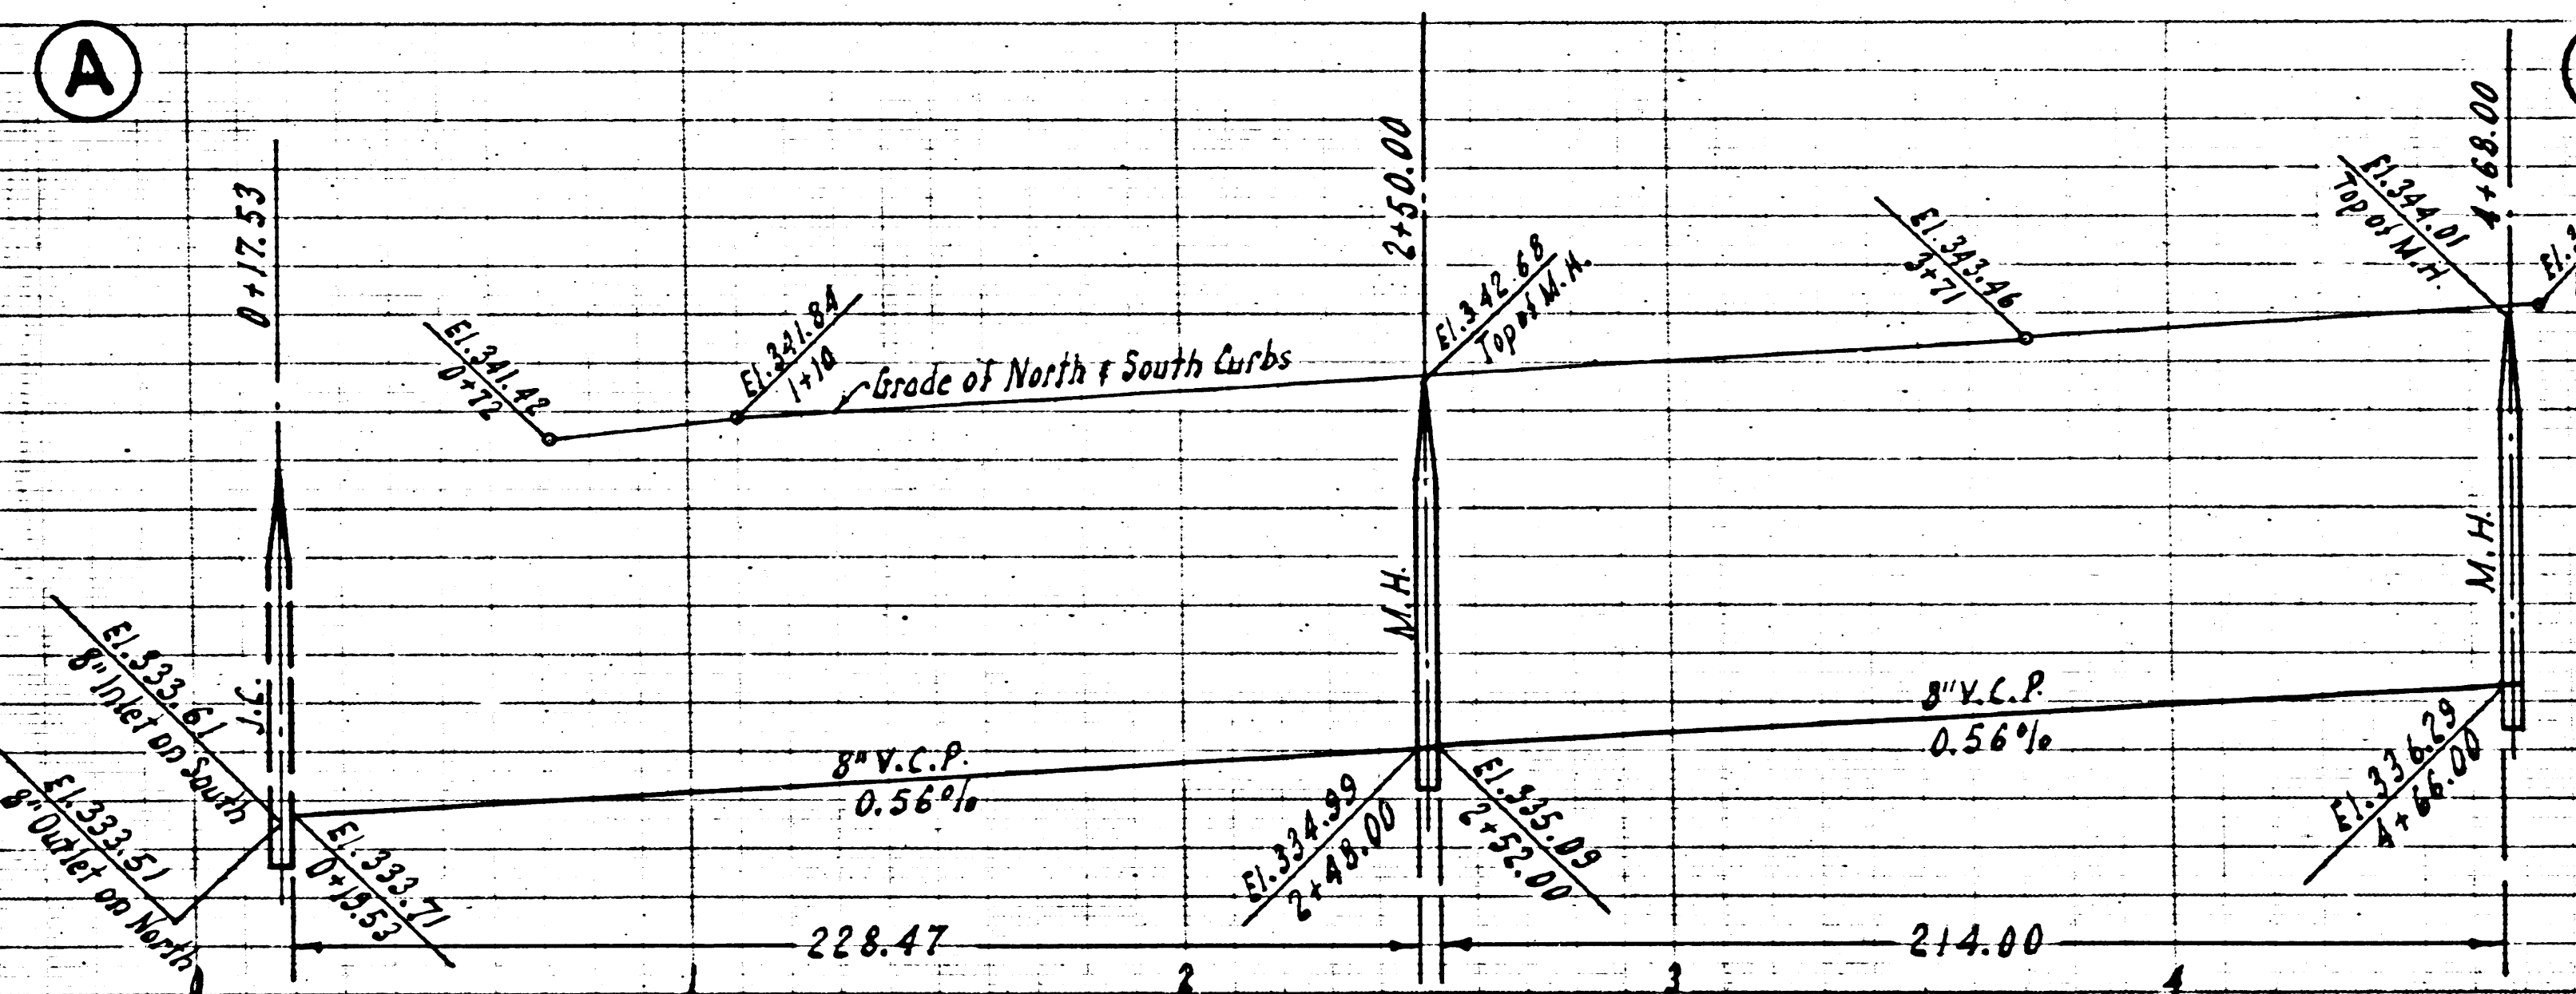 A
0+17.53
El.341.42
0+72
El.341.84
1+10
Grade of North & South Curbs
2+50.00
El.342.68
Top of M.H.
El.343.46
3+71
El.344.01
Top of M.H.
4+68.00
El.333.61
8" Inlet on South
El.333.51
8" Outlet on North
J.C.
El.333.71
0+19.53
8" V.C.P.
0.56%
M.H.
El.334.99
2+48.00
El.335.09
2+52.00
8" V.C.P.
0.56%
M.H.
El.336.29
4+66.00
228.47
214.00
0
1
2
3
4